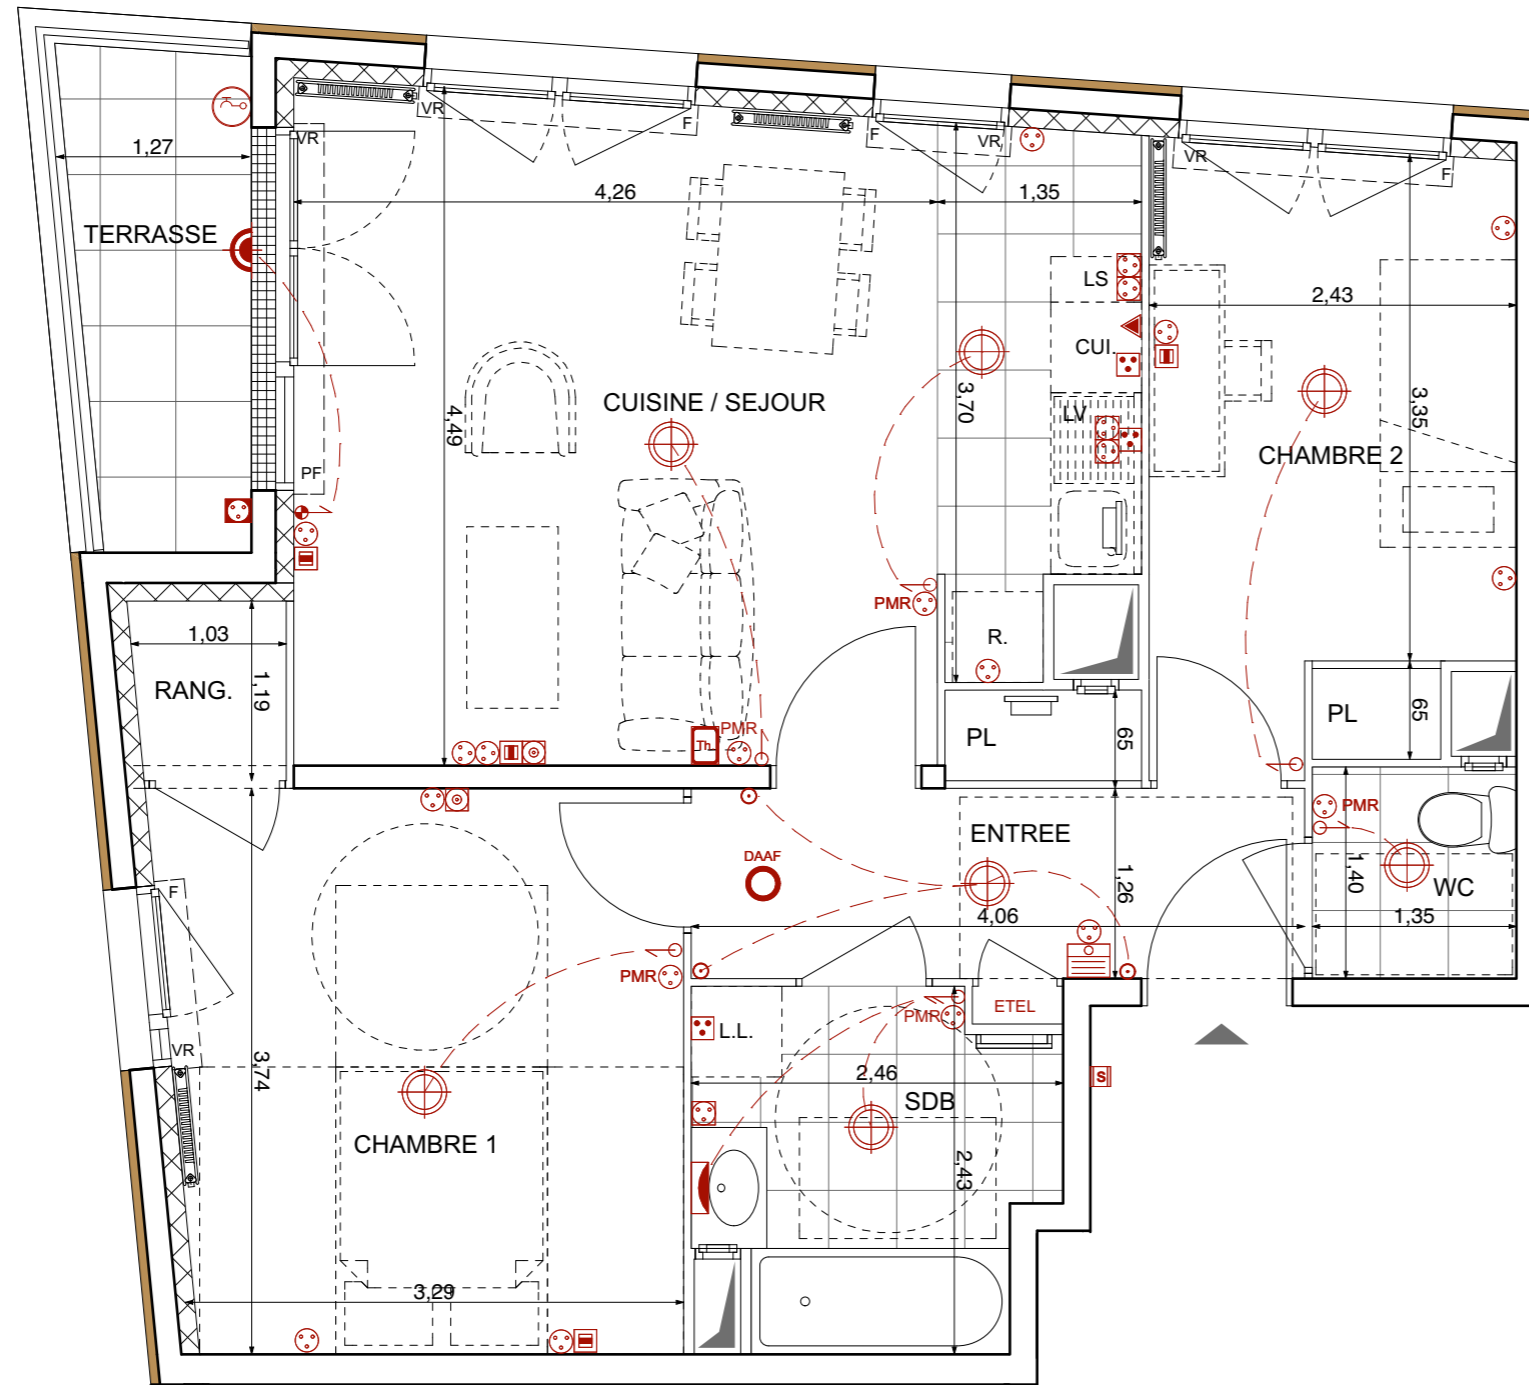 VR
F
F
VR
VR
F
VR
1,27
4,26
1,35
TERRASSE
LS
2,43
CUI.
CUISINE / SEJOUR
4,49
3,70
3,35
LV
CHAMBRE 2
PF
PMR
R.
1,03
RANG.
1,19
PL
65
PL
65
Th
PMR
PMR
ENTREE
DAAF
F
1,26
1,40
WC
4,06
1,35
PMR
ETEL
PMR
L.L.
VR
3,74
2,46
S
SDB
CHAMBRE 1
2,43
3,29